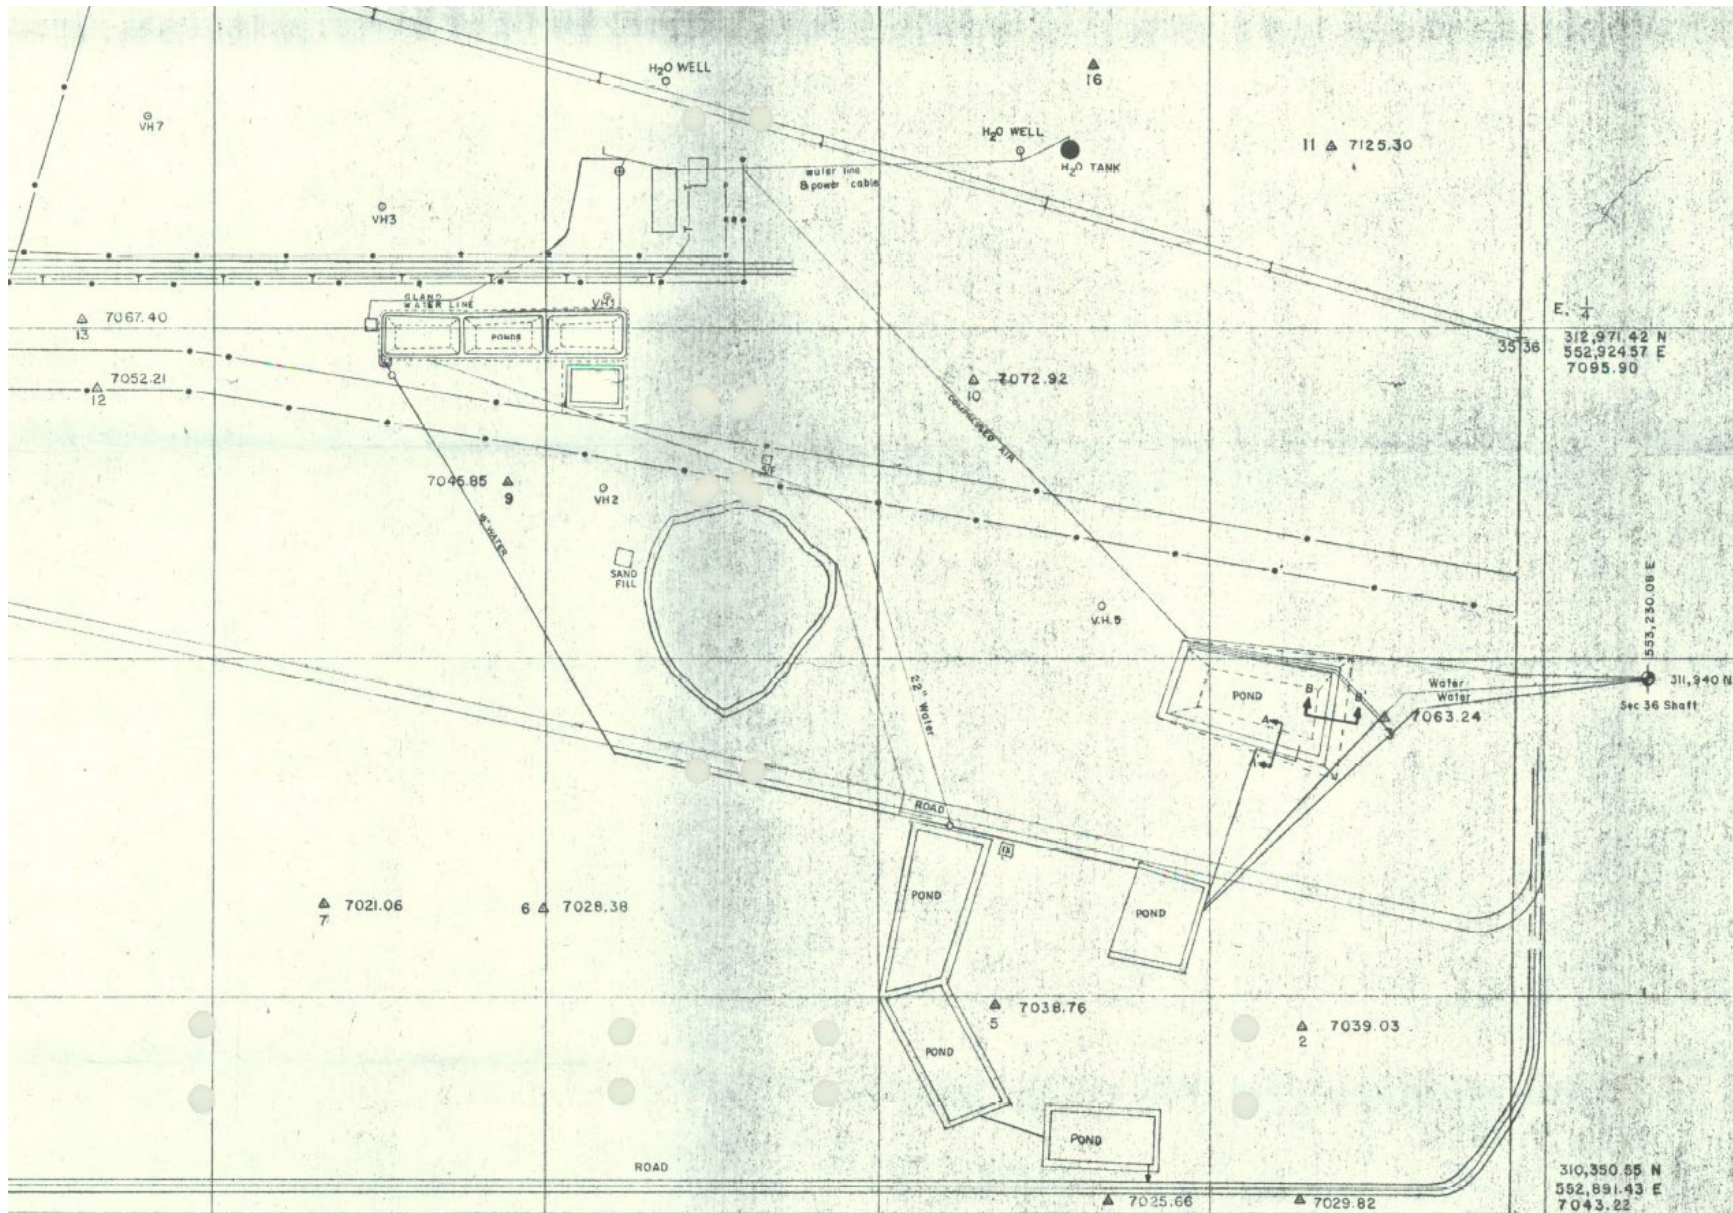 H2O WELL
16
VH7
H2O WELL
11 7125.30
H2O TANK
water line
& power cable
VH3
T
GLAND
WATER LINE
VH1
E. 1/4
312,971.42 N
552,924.57 E
7095.90
35 36
7067.40
13
PONDS
7052.21
12
7072.92
10
COMPRESSED AIR
7045.85
9
VH2
18" WATER
SAND
FILL
V.H.5
553,230.08 E
311,940 N
Sec 36 Shaft
Water
Water
22" Water
POND
B
B'
A
7063.24
ROAD
POND
POND
7021.06
7
6 7028.38
7038.76
5
7039.03
2
POND
POND
ROAD
7025.66
7029.82
310,350.55 N
552,891.43 E
7043.22